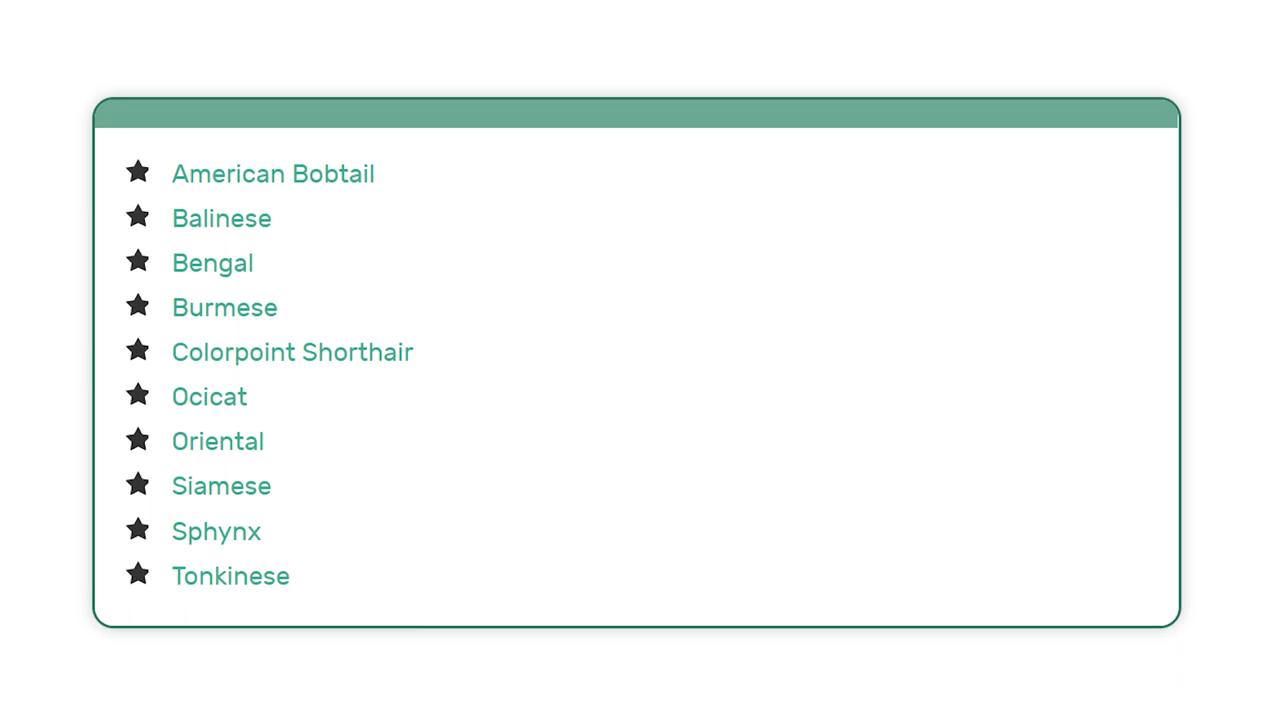 American Bobtail
Balinese
Bengal
Burmese
Colorpoint Shorthair
Ocicat
Oriental
Siamese
Sphynx
Tonkinese